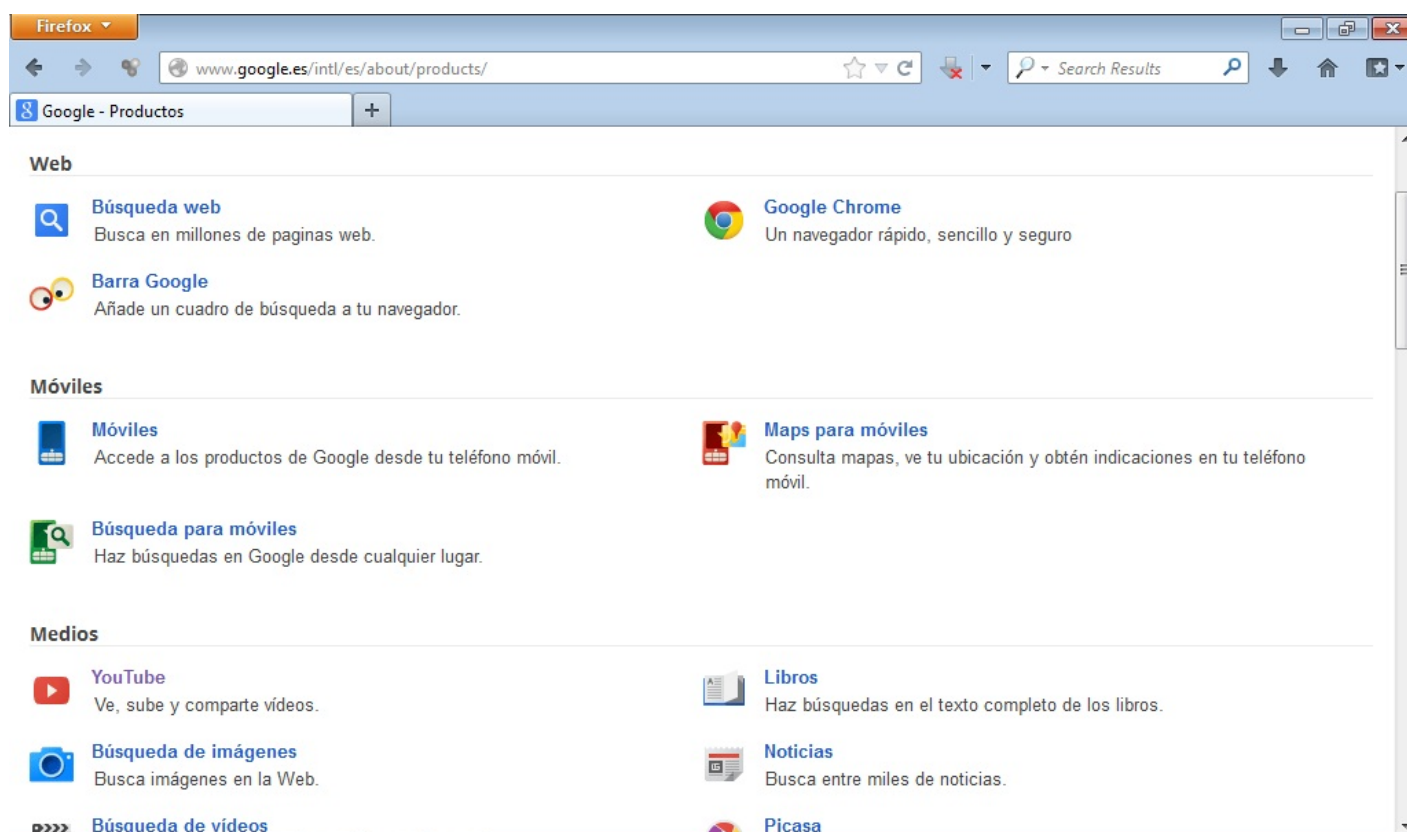 Firefox
www.google.es/intl/es/about/products/
Search Results
Google - Productos
Web
Búsqueda web
Busca en millones de paginas web.
Google Chrome
Un navegador rápido, sencillo y seguro
Barra Google
Añade un cuadro de búsqueda a tu navegador.
Móviles
Móviles
Accede a los productos de Google desde tu teléfono móvil.
Maps para móviles
Consulta mapas, ve tu ubicación y obtén indicaciones en tu teléfono
móvil.
Búsqueda para móviles
Haz búsquedas en Google desde cualquier lugar.
Medios
YouTube
Ve, sube y comparte vídeos.
Libros
Haz búsquedas en el texto completo de los libros.
Búsqueda de imágenes
Busca imágenes en la Web.
Noticias
Busca entre miles de noticias.
Búsqueda de vídeos
Picasa